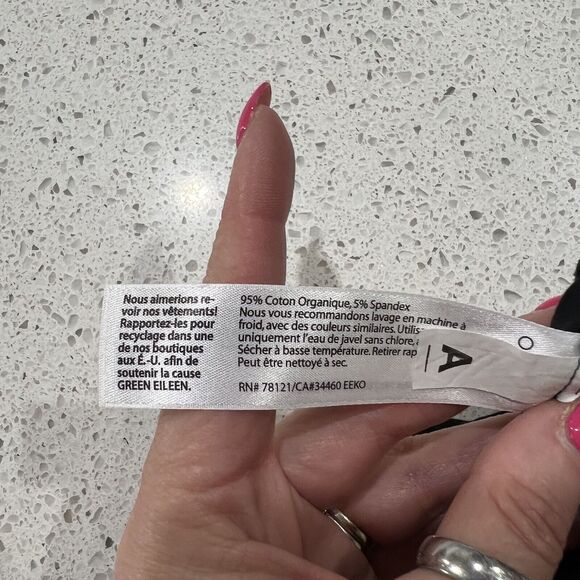 Nous aimerions re-
voir nos vêtements!
Rapportez-les pour
recyclage dans une
de nos boutiques
aux É.-U. afin de
soutenir la cause
GREEN EILEEN.
95% Coton Organique, 5% Spandex
Nous vous recommandons lavage en machine à
froid, avec des couleurs similaires.
uniquement l'eau de javel sans chlore,
Sécher à basse température. Retirer
Peut être nettoyé à sec.
RN# 78121/CA#34460 EEKO
A